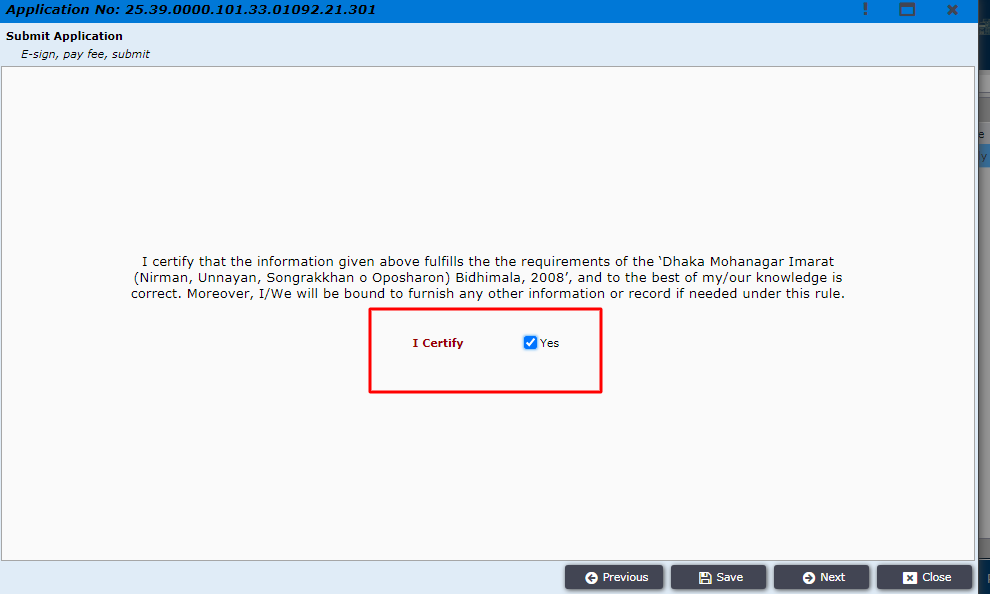 Application No: 25.39.0000.101.33.01092.21.301
Submit Application
E-sign, pay fee, submit
I certify that the information given above fulfills the the requirements of the ‘Dhaka Mohanagar Imarat
(Nirman, Unnayan, Songrakkhan o Oposharon) Bidhimala, 2008’, and to the best of my/our knowledge is
correct. Moreover, I/We will be bound to furnish any other information or record if needed under this rule.
I Certify Yes
Previous Save Next Close